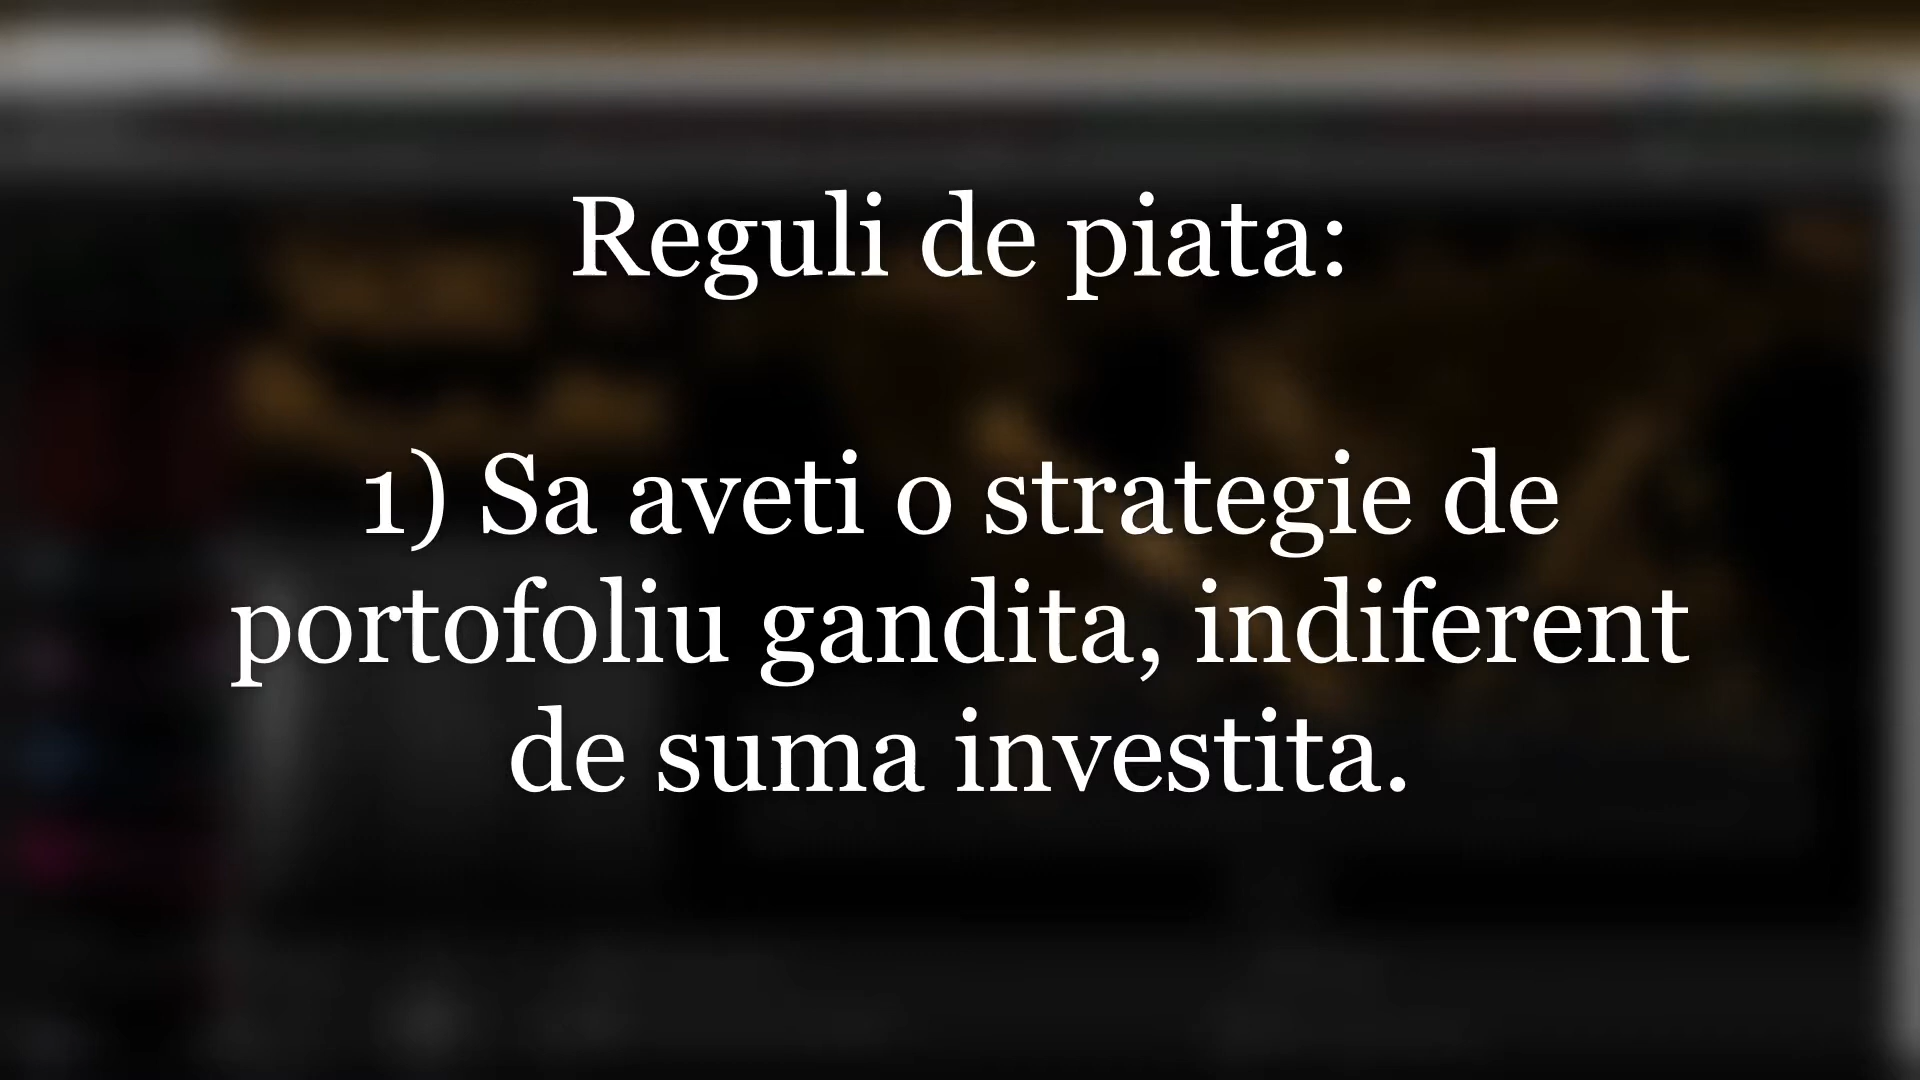 Reguli de piata:
1) Sa aveti o strategie de
portofoliu gandita, indiferent
de suma investita.